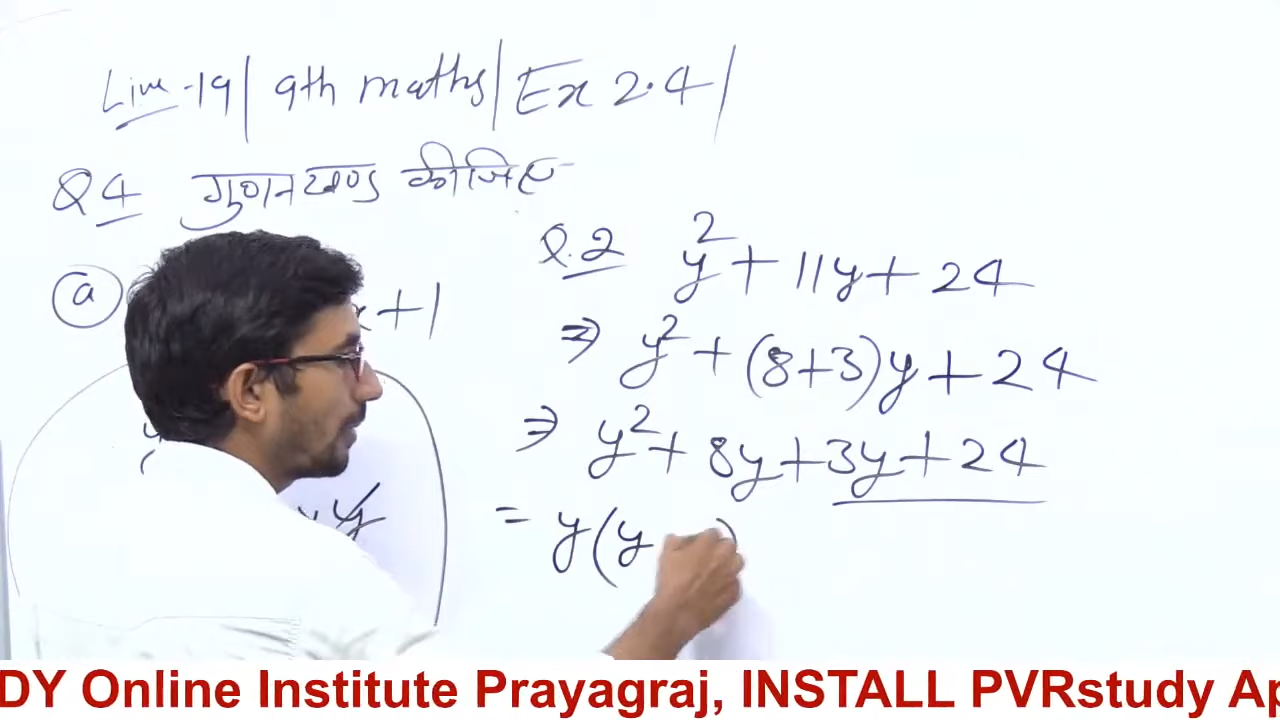 Live-19| 9th maths| Ex 2.4|
Q4 गुणनखण्ड कीजिए
(a) x+1
Q.2 y²+11y+24
⇒ y²+(8+3)y+24
⇒ y²+8y+3y+24
= y(y )
DY Online Institute Prayagraj, INSTALL PVRstudy Ap